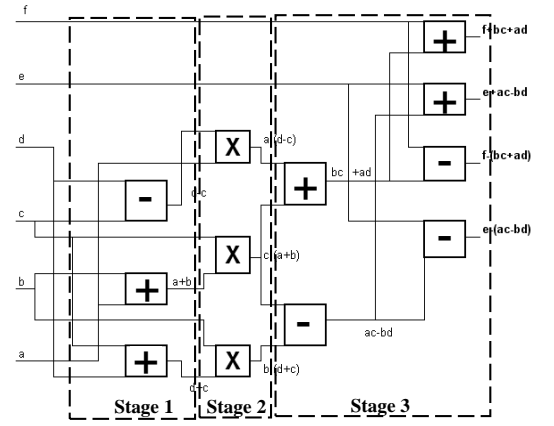 f
f+bc+ad
+
e
e+ac-bd
+
d
a (d-c)
X
f-(bc+ad)
-
bc +ad
+
-
d-c
c
e-(ac-bd)
-
X
c (a+b)
b
a+b
+
-
ac-bd
a
+
X
b (d+c)
d+c
Stage 1
Stage 2
Stage 3